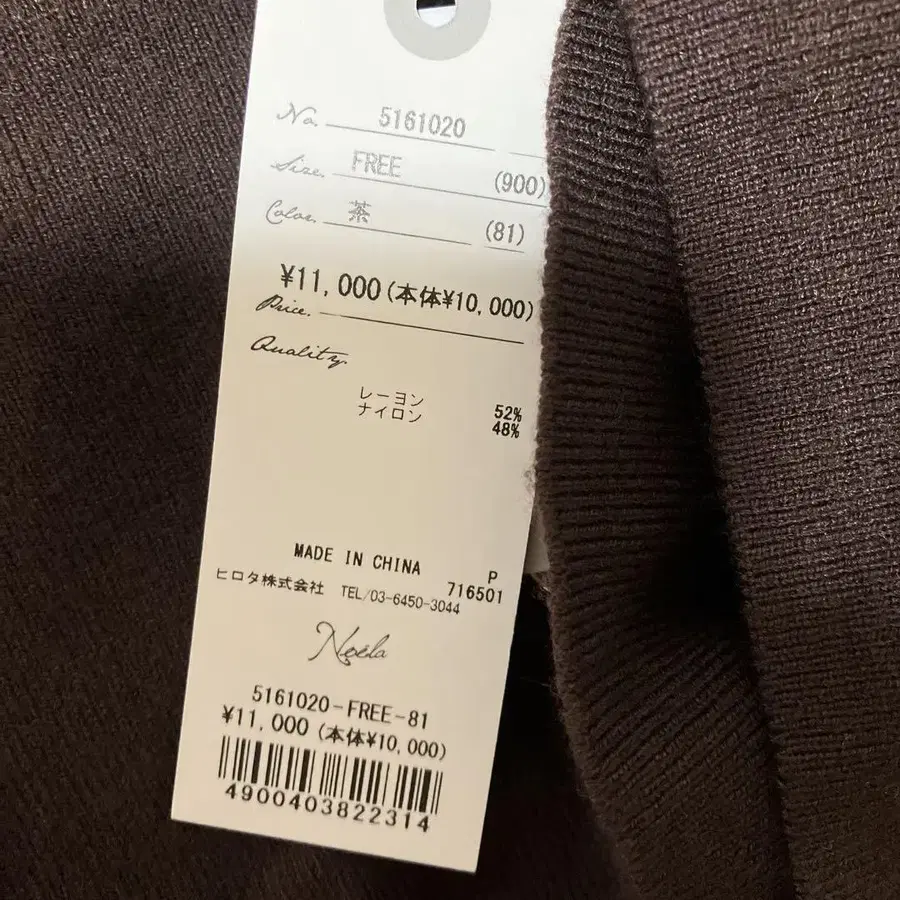 No. 5161020
Size. FREE (900)
Color. 茶 (81)
¥11,000(本体¥10,000)
Price.
Quality.
レーヨン 52%
ナイロン 48%
MADE IN CHINA P
ヒロタ株式会社 TEL/03-6450-3044 716501
Noela
5161020-FREE-81
¥11,000 (本体¥10,000)
4900403822314